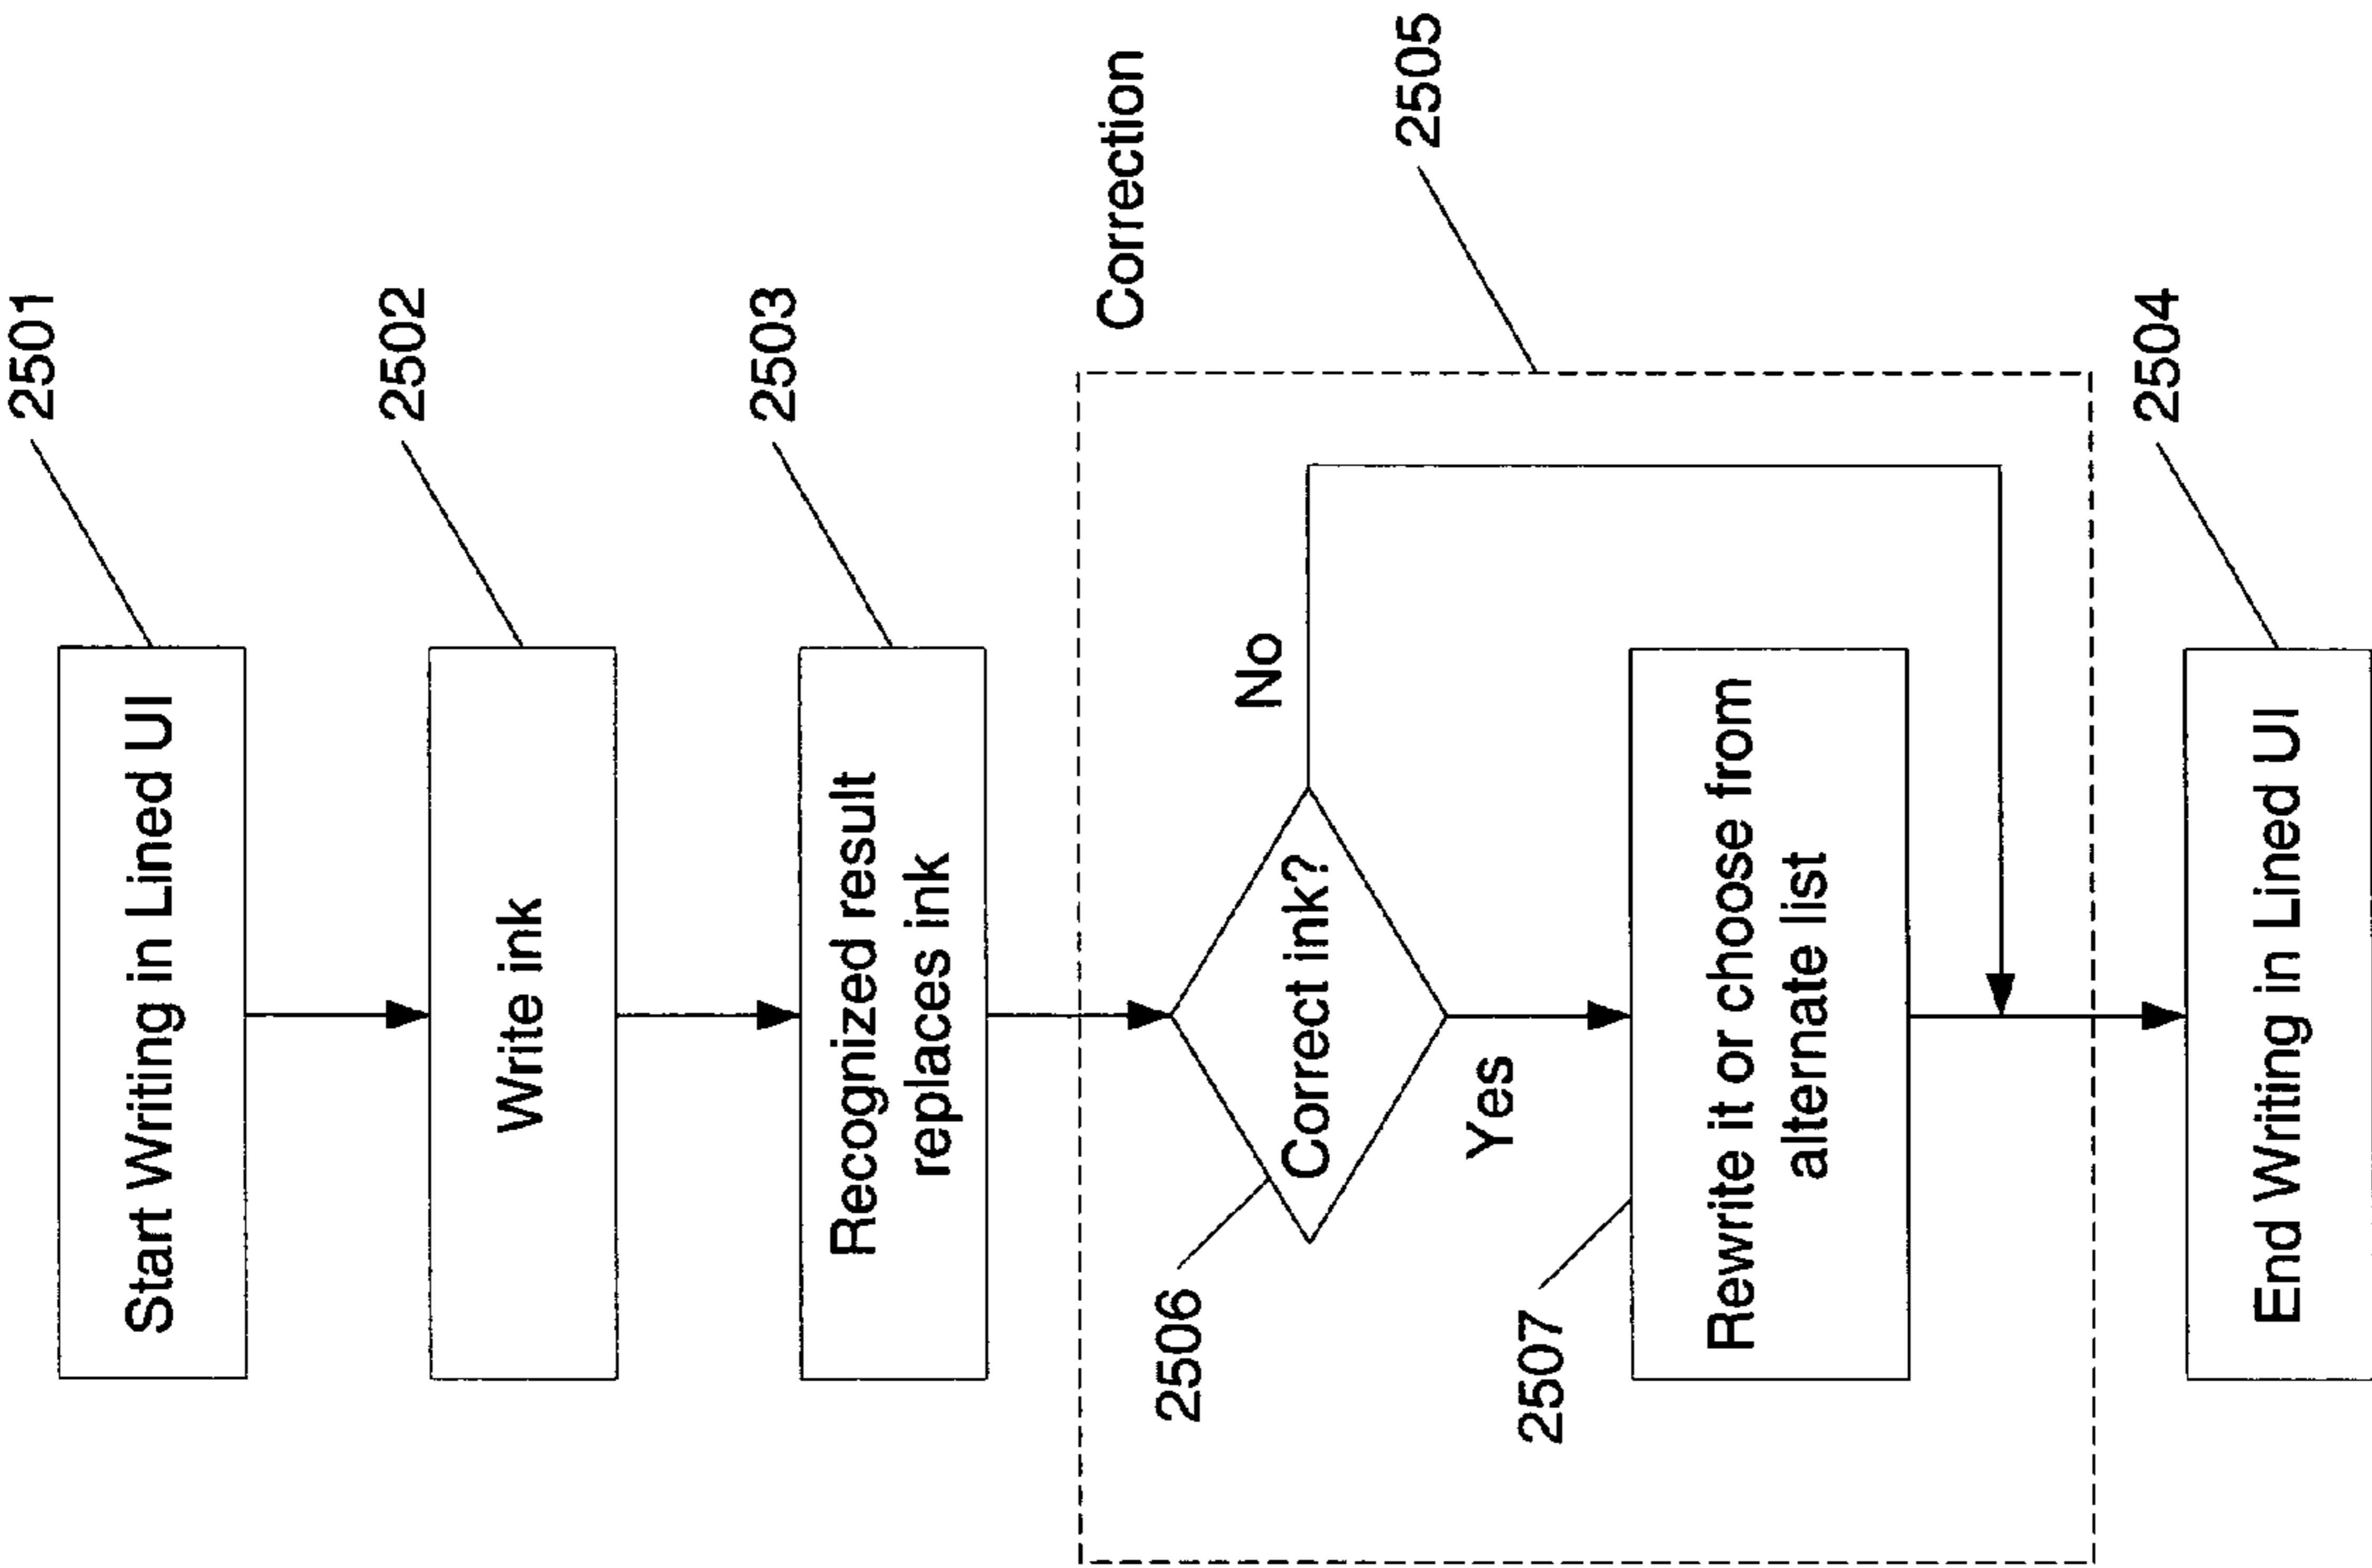 Start Writing in Lined UI
2501
Write ink
2502
Recognized result
replaces ink
2503
Correction
2505
Correct ink?
2506
No
Yes
Rewrite it or choose from
alternate list
2507
End Writing in Lined UI
2504